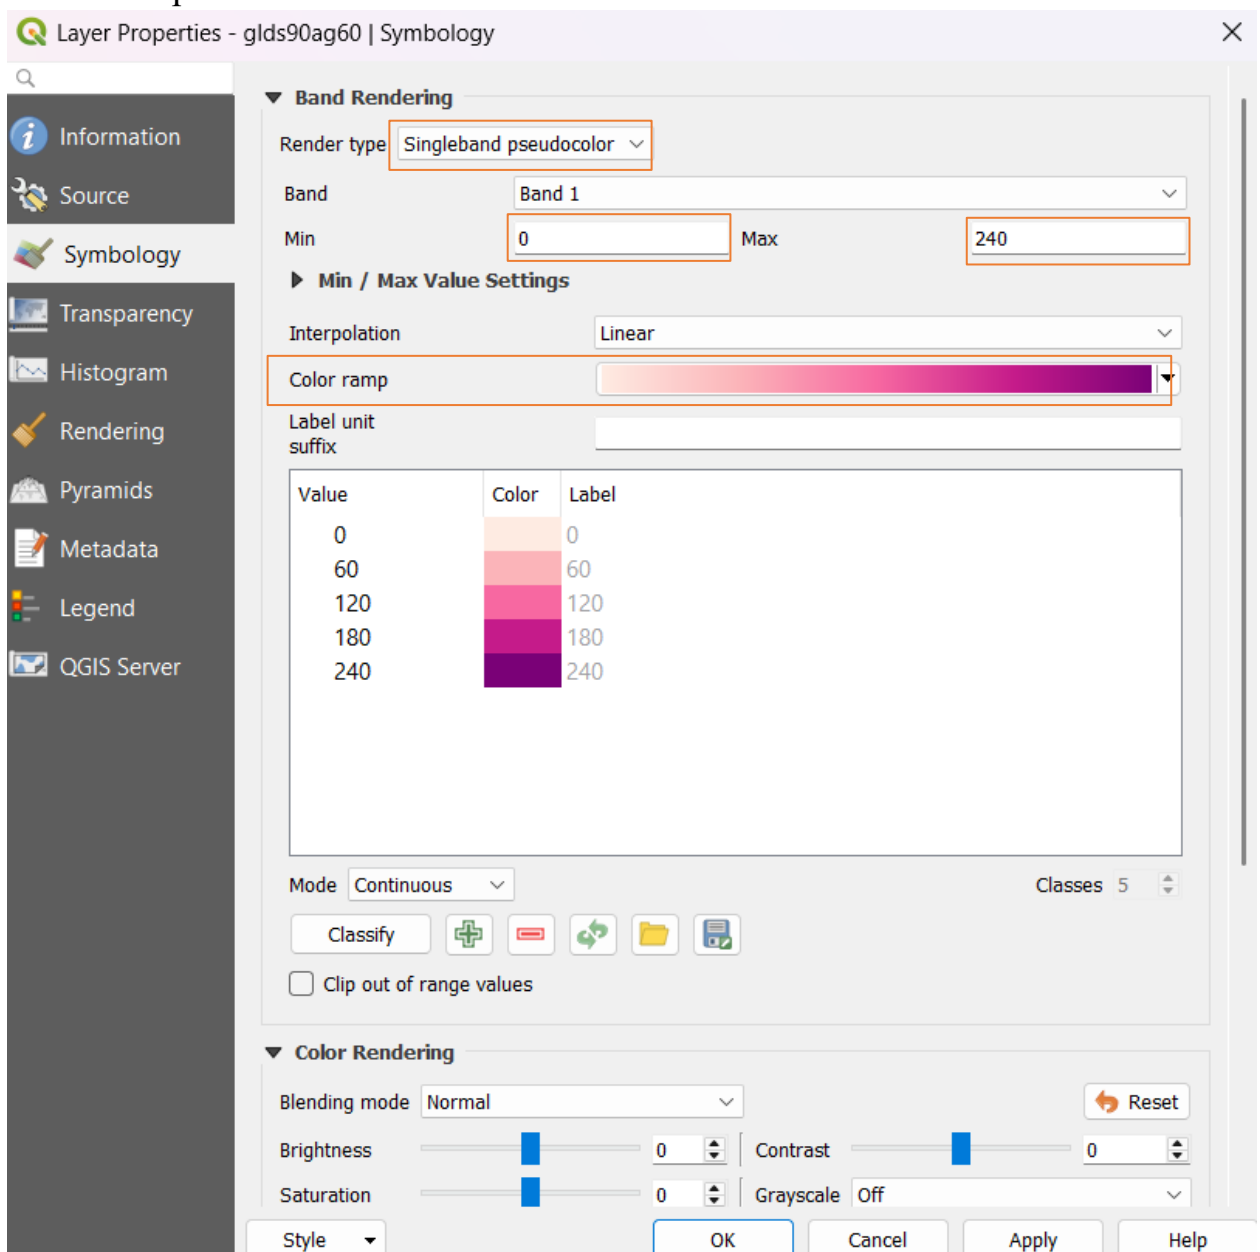 Layer Properties - glds90ag60 | Symbology
Information
Source
Symbology
Transparency
Histogram
Rendering
Pyramids
Metadata
Legend
QGIS Server
Band Rendering
Render type Singleband pseudocolor
Band Band 1
Min 0 Max 240
Min / Max Value Settings
Interpolation Linear
Color ramp
Label unit
suffix
Value Color Label
0 0
60 60
120 120
180 180
240 240
Mode Continuous Classes 5
Classify
Clip out of range values
Color Rendering
Blending mode Normal Reset
Brightness 0 Contrast 0
Saturation 0 Grayscale Off
Style OK Cancel Apply Help